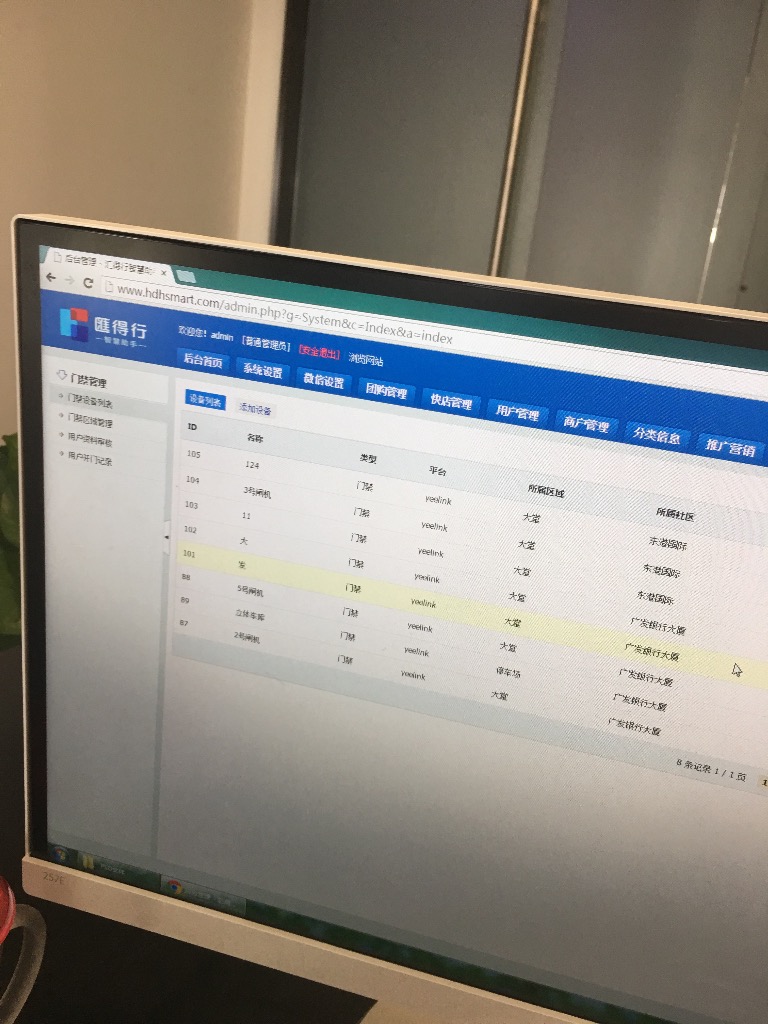 后台管理 - 汇得行智慧助
www.hdhsmart.com/admin.php?g=System&c=Index&a=index
匯得行
智慧助手
欢迎您！admin [普通管理员] [安全退出] 浏览网站
后台首页 系统设置 微信设置 团购管理 快店管理 用户管理 商户管理 分类信息 推广营销
门禁管理
门禁设备列表
门禁区域管理
用户资料审核
用户开门记录
设备列表 添加设备
ID 名称 类型 平台 所属区域 所属社区
105 124 门禁 yeelink 大堂 东港国际
104 3号闸机 门禁 yeelink 大堂 东港国际
103 11 门禁 yeelink 大堂 东港国际
102 大 门禁 yeelink 大堂 广发银行大厦
101 发 门禁 yeelink 大堂 广发银行大厦
88 5号闸机 门禁 yeelink 大堂 广发银行大厦
89 立体车库 门禁 yeelink 停车场 广发银行大厦
87 2号闸机 门禁 yeelink 大堂 广发银行大厦
8 条记录 1 / 1 页 1